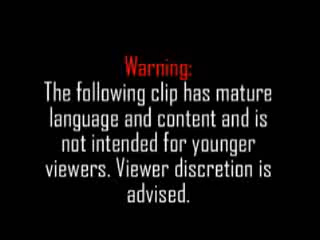 Warning:
The following clip has mature
language and content and is
not intended for younger
viewers. Viewer discretion is
advised.